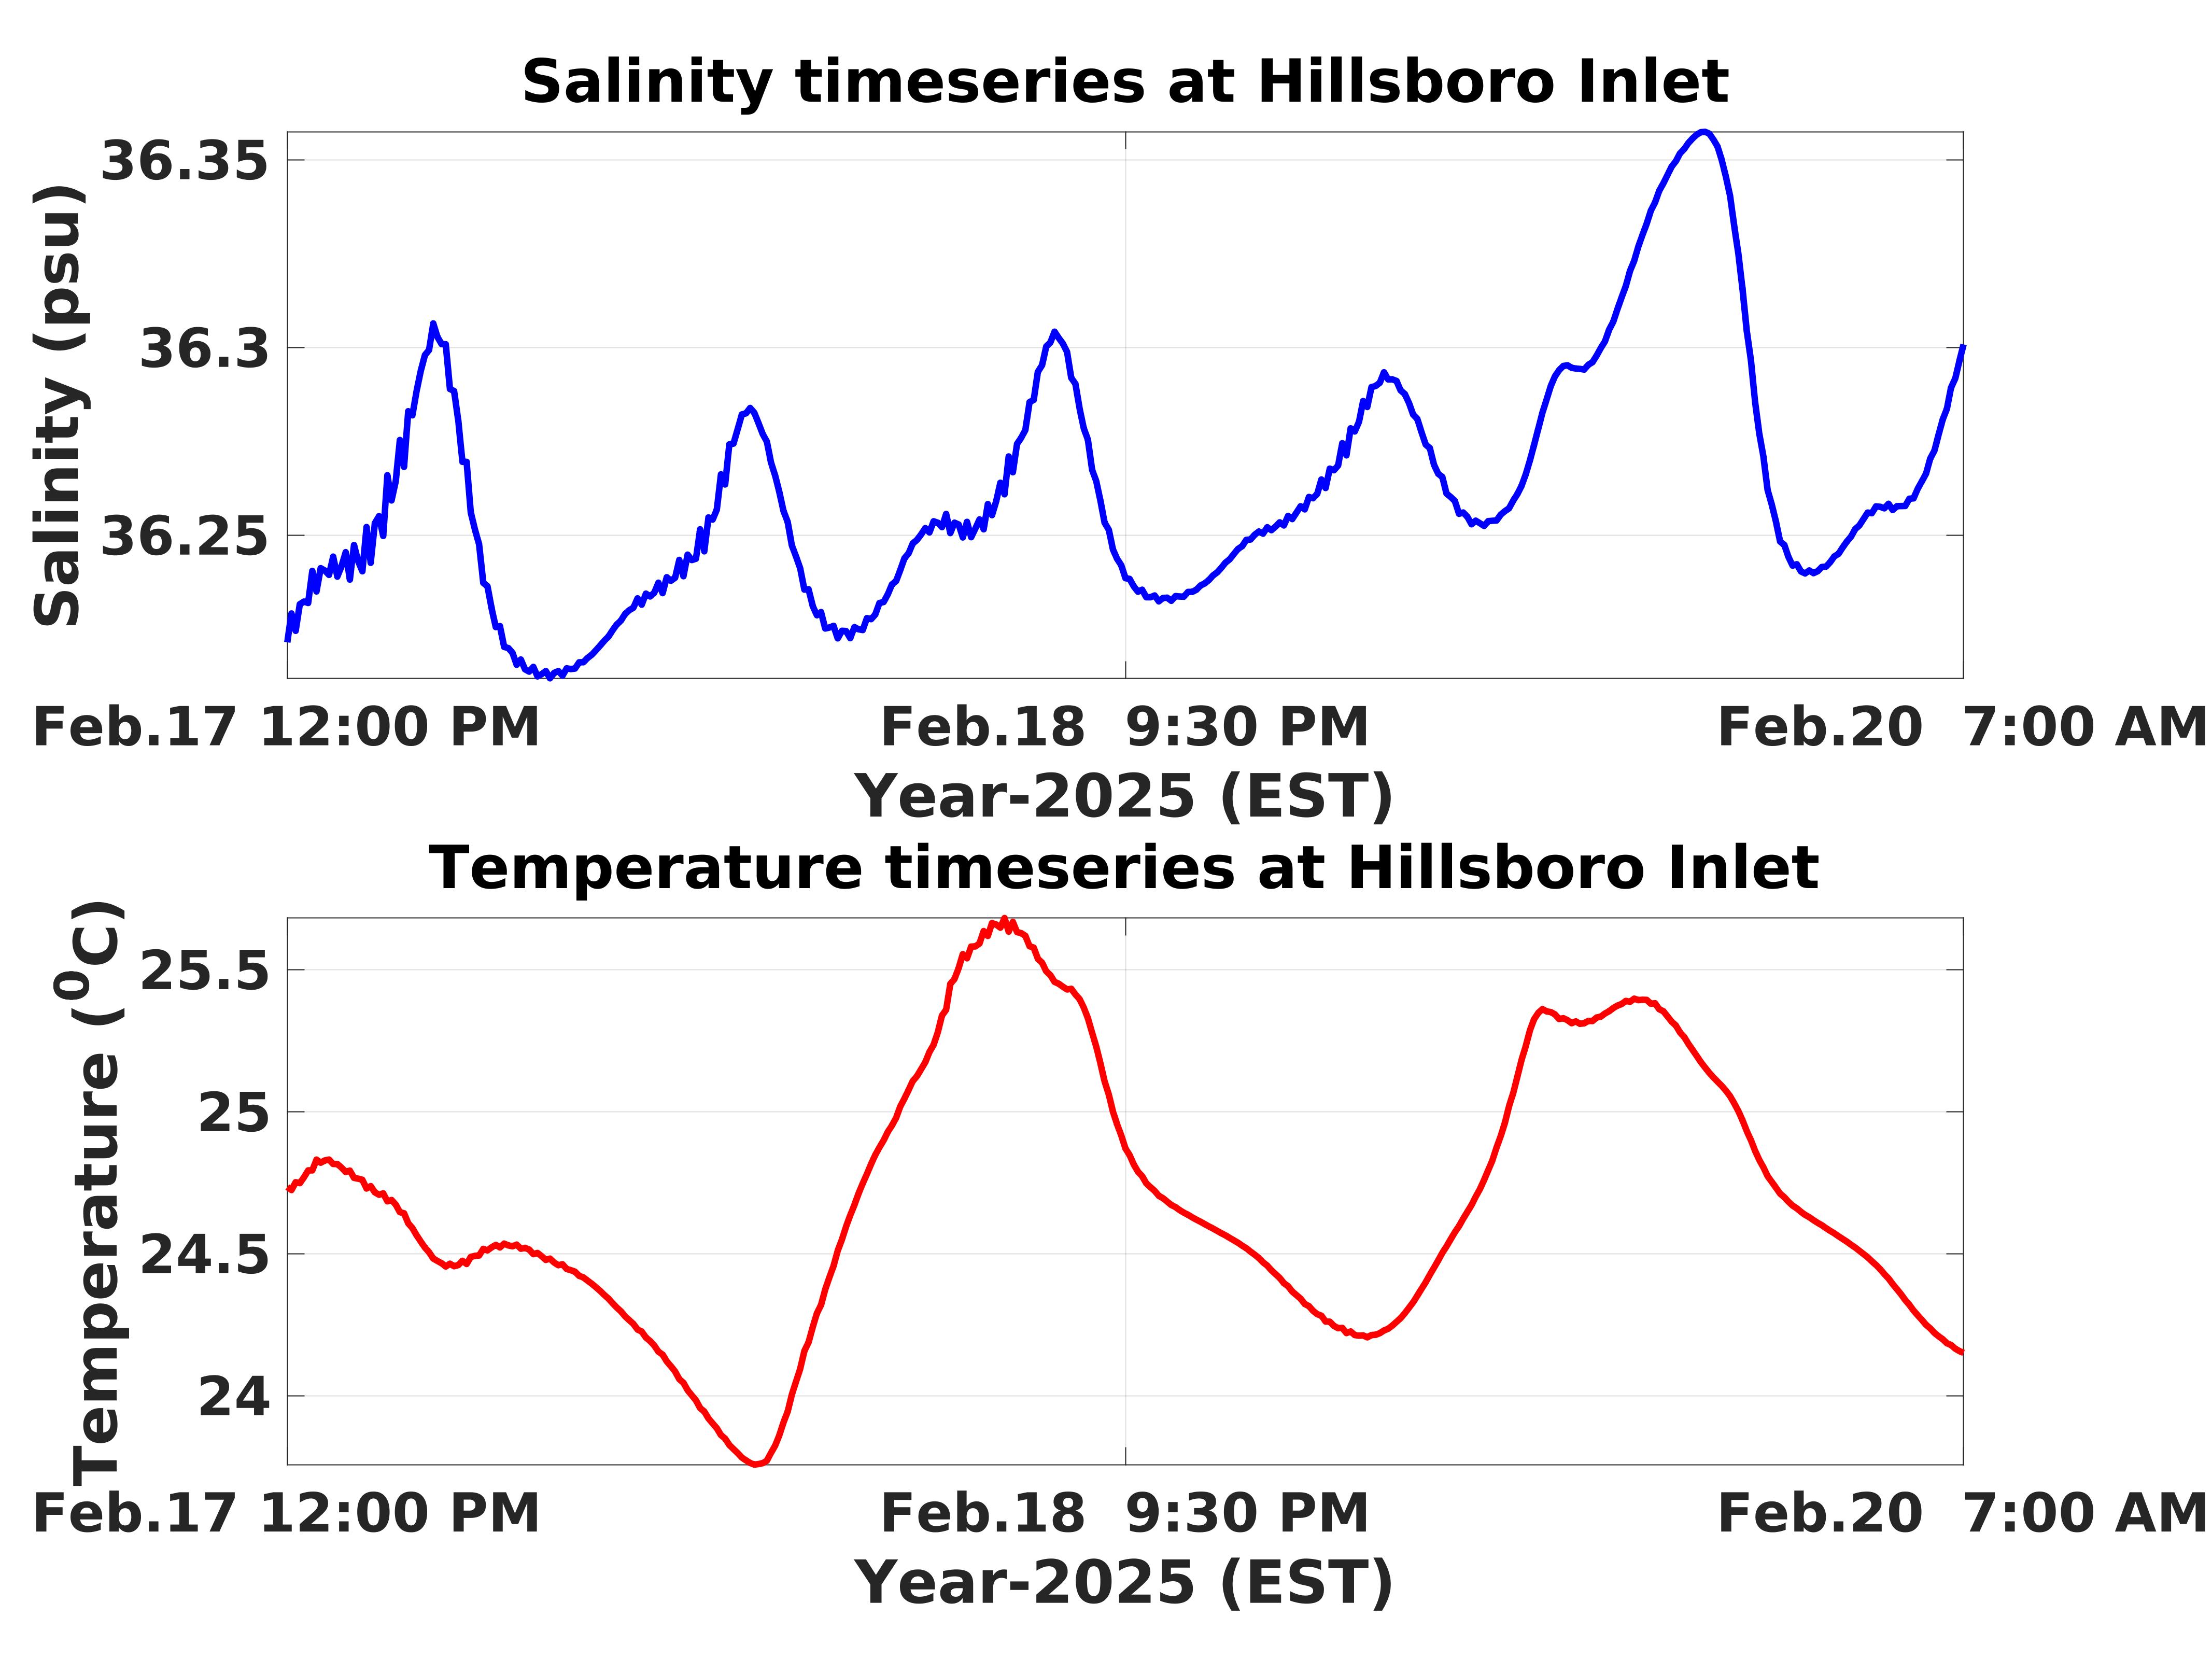 Salinity timeseries at Hillsboro Inlet
Salinity (psu)
36.35
36.3
36.25
Feb.17 12:00 PM
Feb.18  9:30 PM
Feb.20  7:00 AM
Year-2025 (EST)
Temperature timeseries at Hillsboro Inlet
Temperature (⁰C)
25.5
25
24.5
24
Feb.17 12:00 PM
Feb.18  9:30 PM
Feb.20  7:00 AM
Year-2025 (EST)